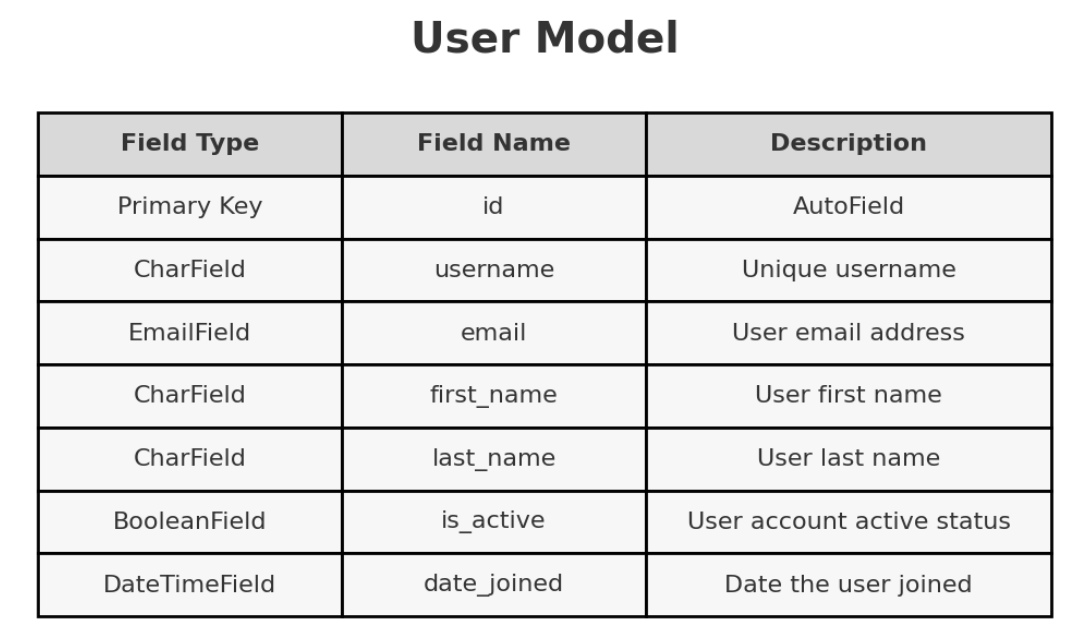 User Model
Field Type Field Name Description
Primary Key id AutoField
CharField username Unique username
EmailField email User email address
CharField first_name User first name
CharField last_name User last name
BooleanField is_active User account active status
DateTimeField date_joined Date the user joined